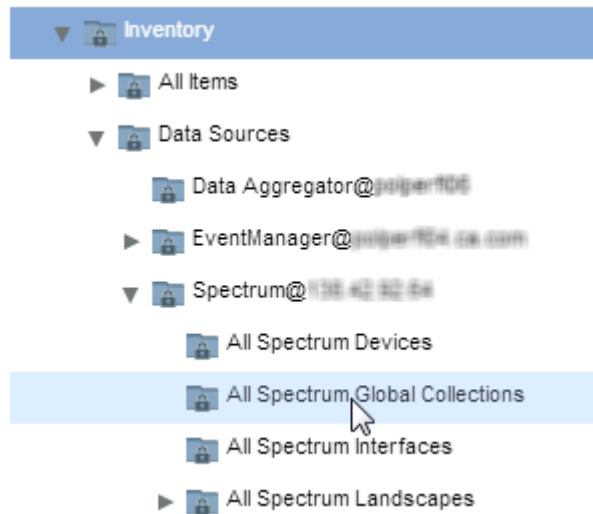 Inventory
All Items
Data Sources
Data Aggregator@
EventManager@
Spectrum@
All Spectrum Devices
All Spectrum Global Collections
All Spectrum Interfaces
All Spectrum Landscapes